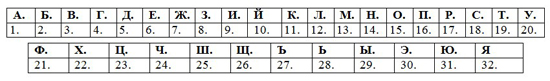 А. Б. В. Г. Д. Е. Ж. З. И. Й К. Л. М. Н. О. П. Р. С. Т. У.
1. 2. 3. 4. 5. 6. 7. 8. 9. 10. 11. 12. 13. 14. 15. 16. 17. 18. 19. 20.
Ф. Х. Ц. Ч. Ш. Щ. Ъ Ь Ы. Э. Ю. Я
21. 22. 23. 24. 25. 26. 27. 28. 29. 30. 31. 32.